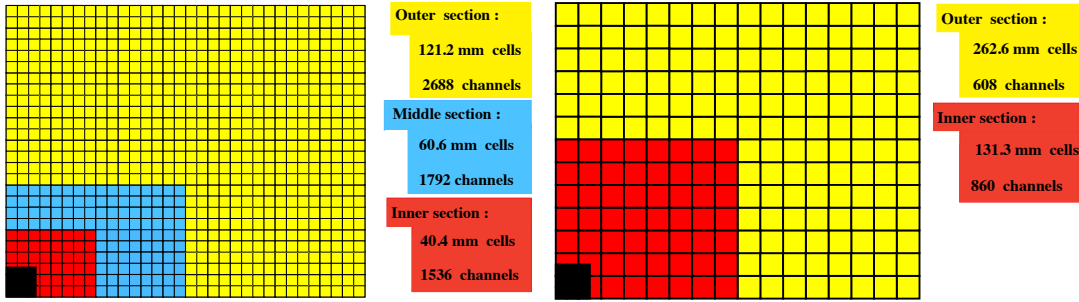 Outer section :
121.2 mm cells
2688 channels
Middle section :
60.6 mm cells
1792 channels
Inner section :
40.4 mm cells
1536 channels
Outer section :
262.6 mm cells
608 channels
Inner section :
131.3 mm cells
860 channels